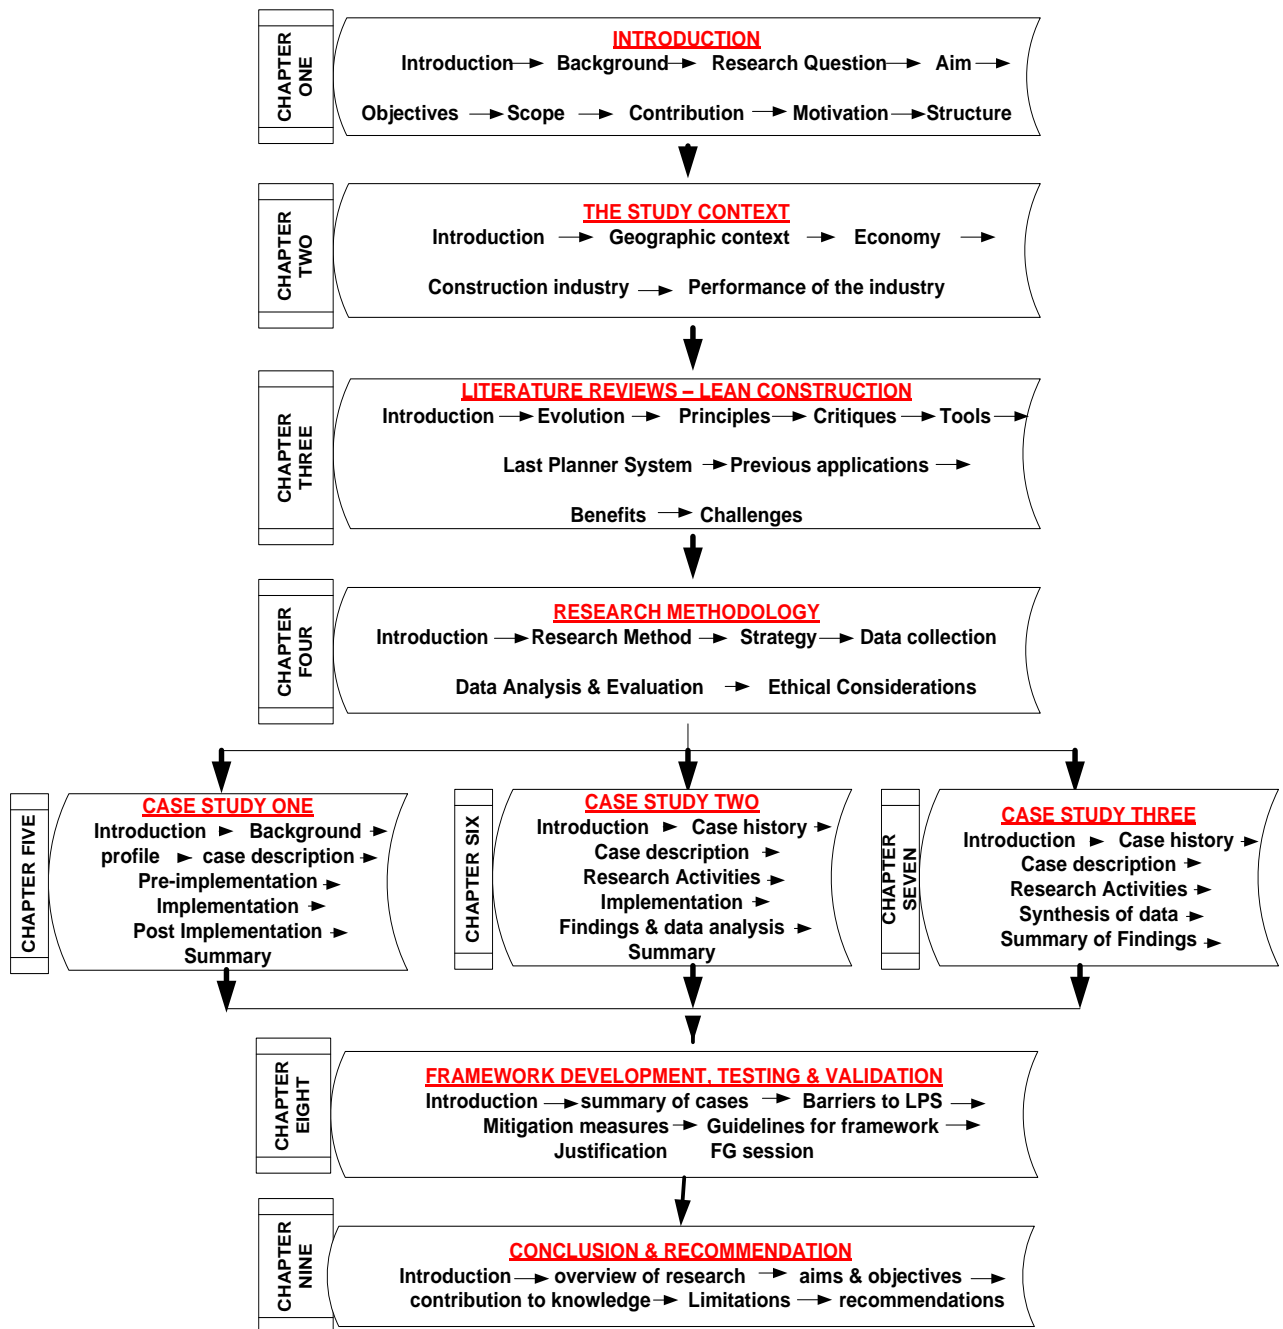 CHAPTER
ONE
INTRODUCTION
Introduction Background Research Question Aim
Objectives Scope Contribution Motivation Structure
CHAPTER
TWO
THE STUDY CONTEXT
Introduction Geographic context Economy
Construction industry Performance of the industry
CHAPTER
THREE
LITERATURE REVIEWS – LEAN CONSTRUCTION
Introduction Evolution Principles Critiques Tools
Last Planner System Previous applications
Benefits Challenges
CHAPTER
FOUR
RESEARCH METHODOLOGY
Introduction Research Method Strategy Data collection
Data Analysis & Evaluation Ethical Considerations
CHAPTER FIVE
CASE STUDY ONE
Introduction Background
profile case description
Pre-implementation
Implementation
Post Implementation
Summary
CHAPTER SIX
CASE STUDY TWO
Introduction Case history
Case description
Research Activities
Implementation
Findings & data analysis
Summary
CHAPTER
SEVEN
CASE STUDY THREE
Introduction Case history
Case description
Research Activities
Synthesis of data
Summary of Findings
CHAPTER
EIGHT
FRAMEWORK DEVELOPMENT, TESTING & VALIDATION
Introduction summary of cases Barriers to LPS
Mitigation measures Guidelines for framework
Justification FG session
CHAPTER
NINE
CONCLUSION & RECOMMENDATION
Introduction overview of research aims & objectives
contribution to knowledge Limitations recommendations